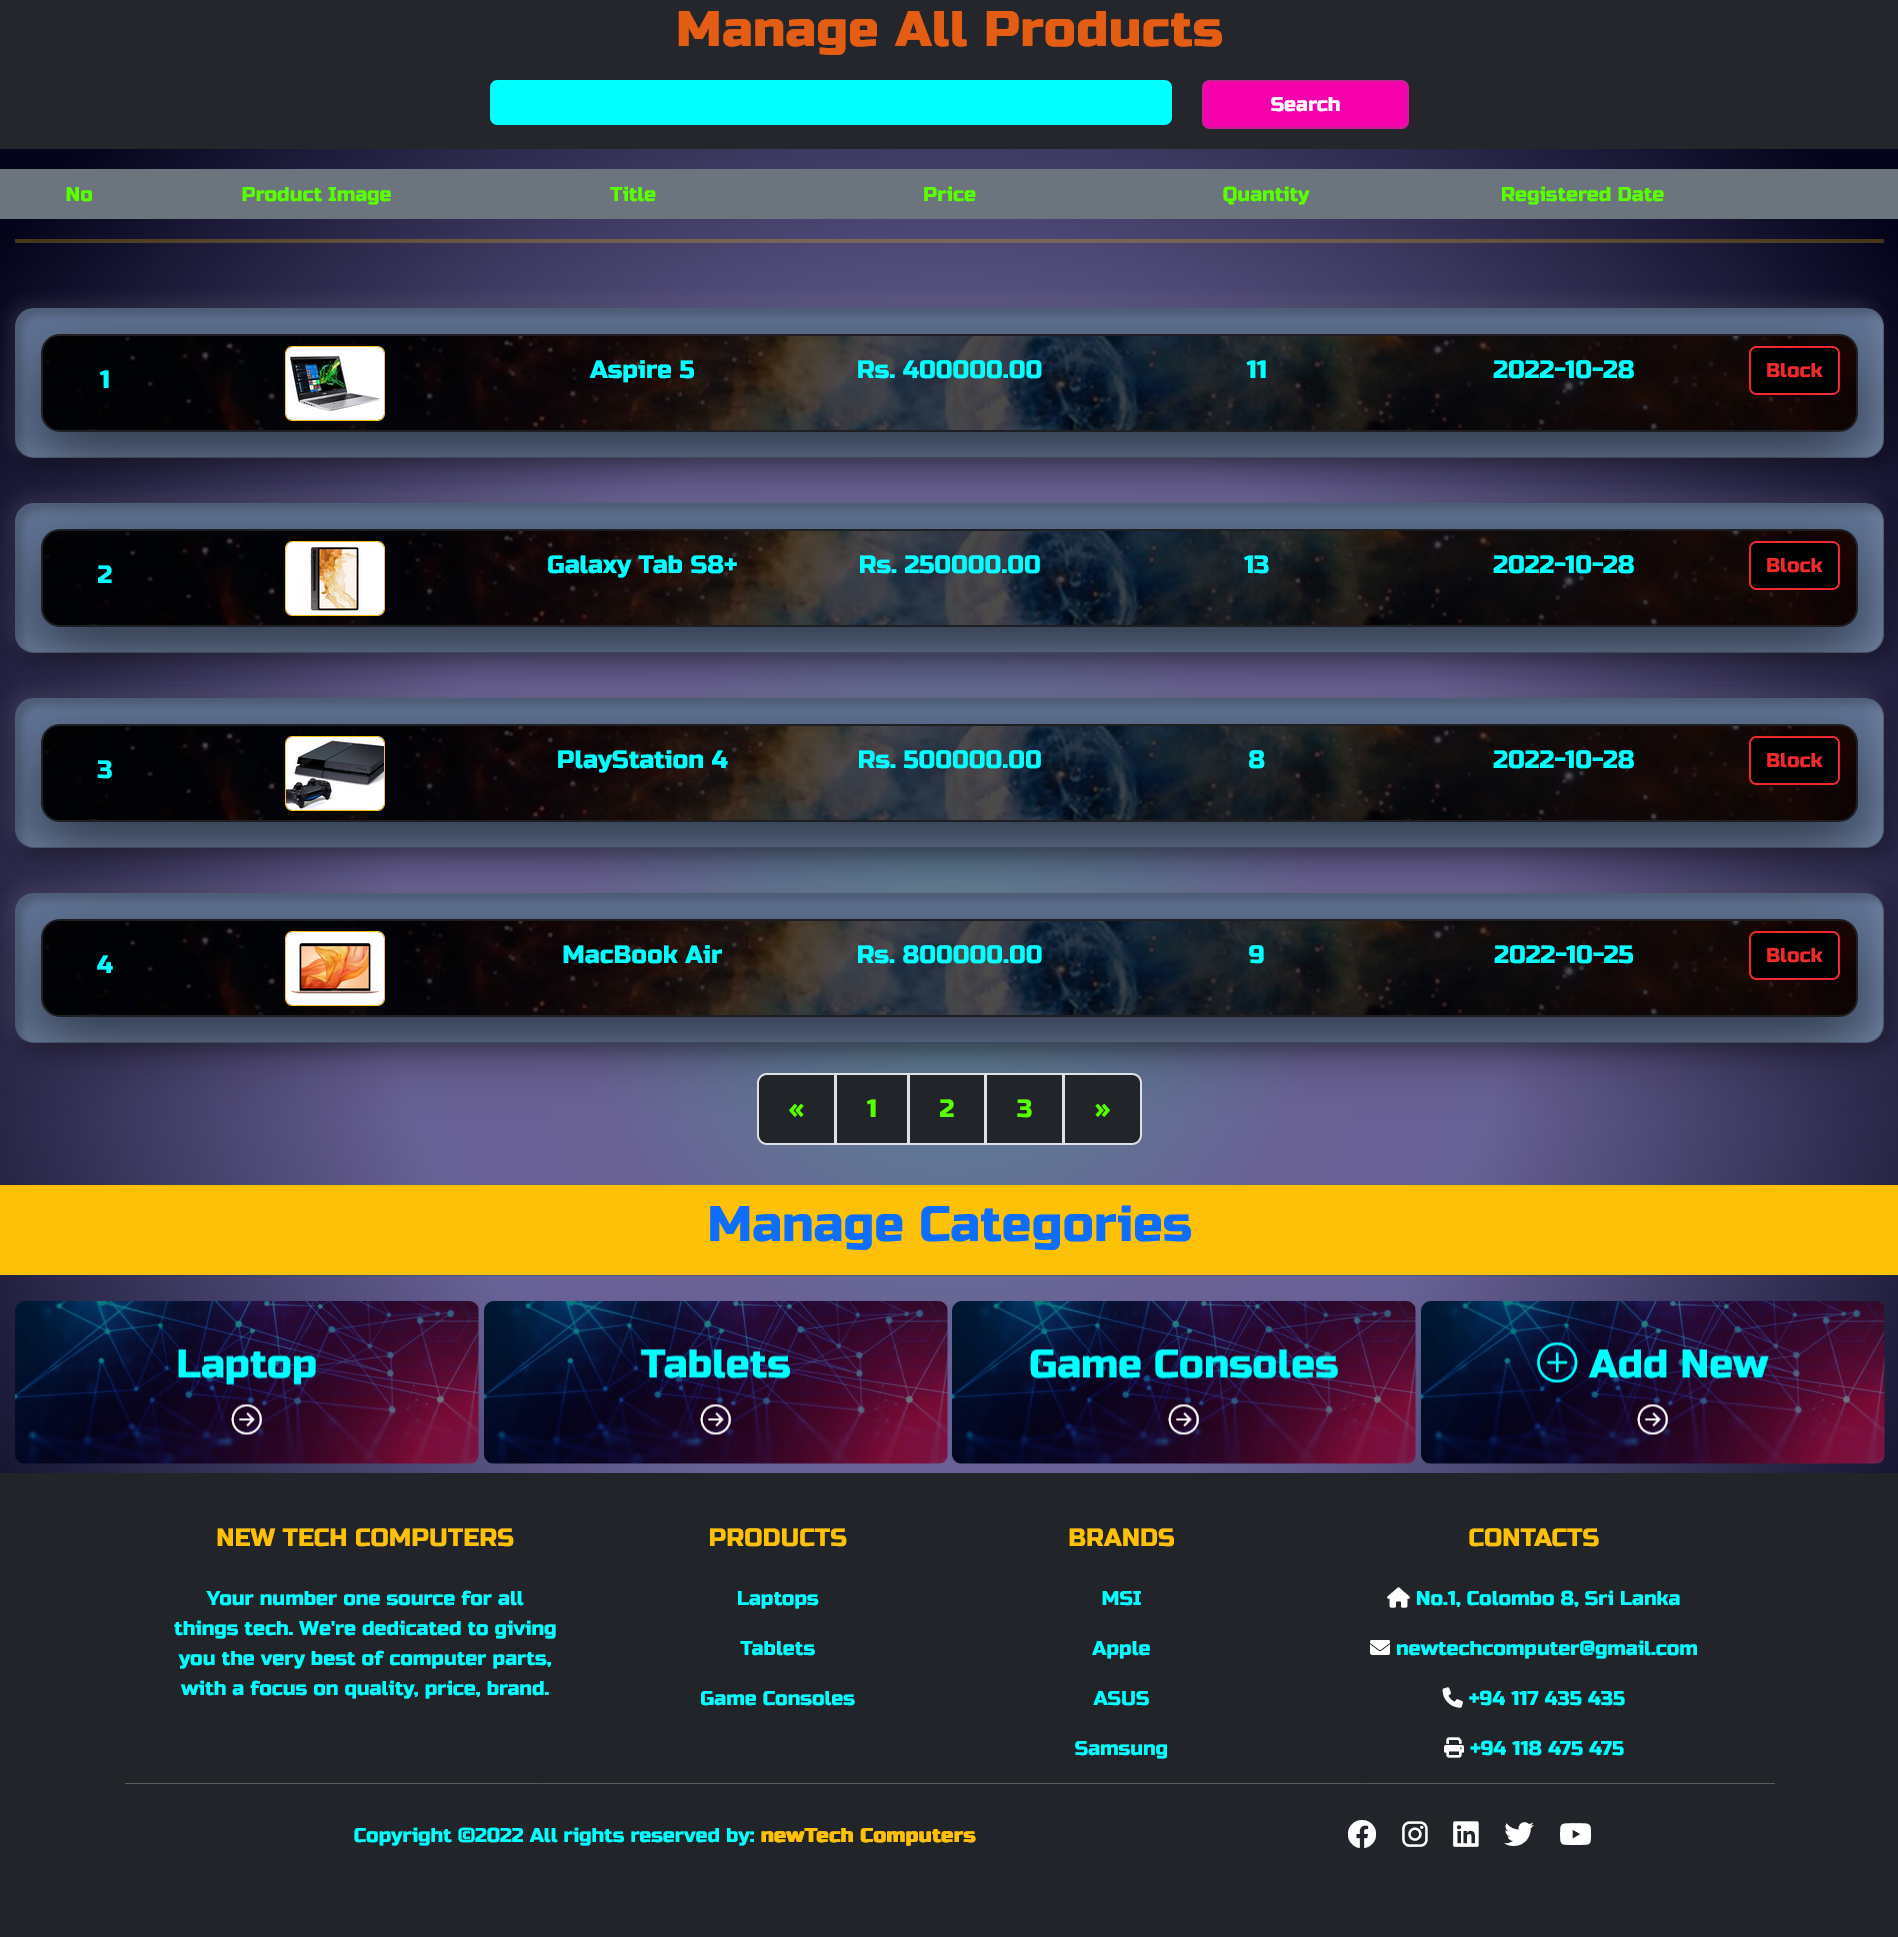 Manage All Products
Search
No Product Image Title Price Quantity Registered Date
1 Aspire 5 Rs. 400000.00 11 2022-10-28 Block
2 Galaxy Tab S8+ Rs. 250000.00 13 2022-10-28 Block
3 PlayStation 4 Rs. 500000.00 8 2022-10-28 Block
4 MacBook Air Rs. 800000.00 9 2022-10-25 Block
« 1 2 3 »
Manage Categories
Laptop Tablets Game Consoles Add New
NEW TECH COMPUTERS
Your number one source for all
things tech. We're dedicated to giving
you the very best of computer parts,
with a focus on quality, price, brand.
PRODUCTS
Laptops
Tablets
Game Consoles
BRANDS
MSI
Apple
ASUS
Samsung
CONTACTS
No.1, Colombo 8, Sri Lanka
newtechcomputer@gmail.com
+94 117 435 435
+94 118 475 475
Copyright ©2022 All rights reserved by: newTech Computers